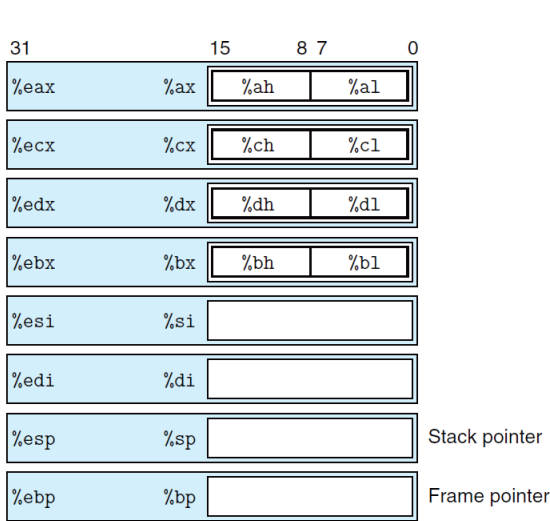 31 15 8 7 0
%eax %ax %ah %al
%ecx %cx %ch %cl
%edx %dx %dh %dl
%ebx %bx %bh %bl
%esi %si
%edi %di
%esp %sp Stack pointer
%ebp %bp Frame pointer